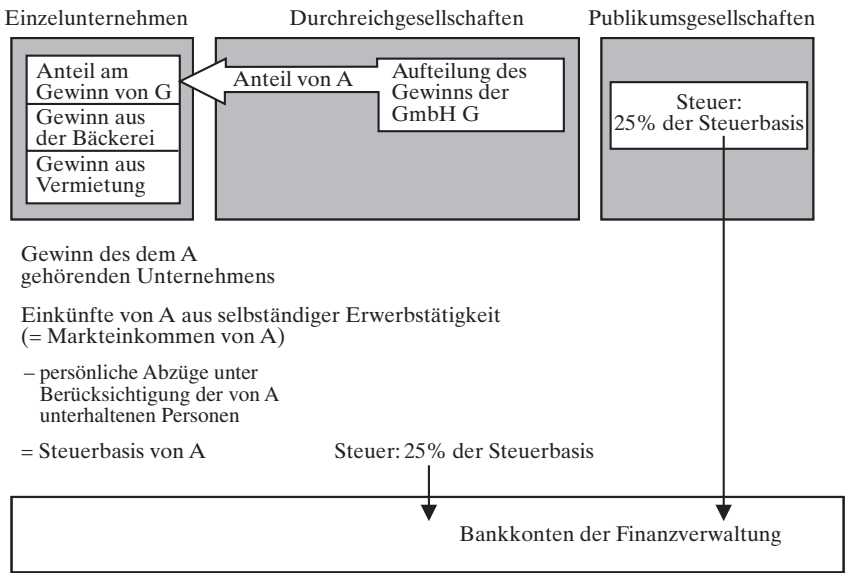 Einzelunternehmen
Durchreichgesellschaften
Publikumsgesellschaften
Anteil am
Gewinn von G
Gewinn aus
der Bäckerei
Gewinn aus
Vermietung
Anteil von A
Aufteilung des
Gewinns der
GmbH G
Steuer:
25% der Steuerbasis
Gewinn des dem A
gehörenden Unternehmens
Einkünfte von A aus selbständiger Erwerbstätigkeit
(= Markteinkommen von A)
– persönliche Abzüge unter
Berücksichtigung der von A
unterhaltenen Personen
= Steuerbasis von A
Steuer: 25% der Steuerbasis
Bankkonten der Finanzverwaltung